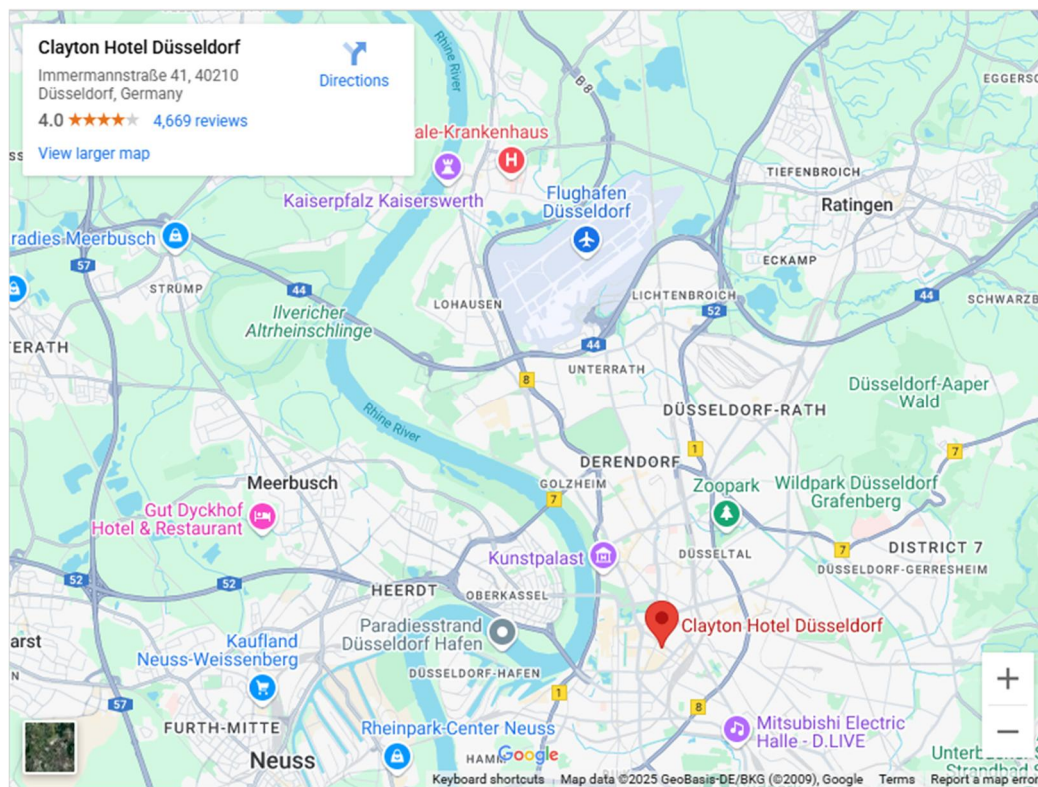 Clayton Hotel Düsseldorf
Immermannstraße 41, 40210
Düsseldorf, Germany
Directions
4.0
4,669 reviews
View larger map
Rhine River
B 8
EGGERSC
ale-Krankenhaus
H
Kaiserpfalz Kaiserswerth
TIEFENBROICH
Flughafen
Düsseldorf
Ratingen
radies Meerbusch
57
STRÜMP
44
ECKAMP
LOHAUSEN
LICHTENBROICH
44
SCHWARZB
52
Ilvericher
Altrheinschlinge
TERATH
44
UNTERRATH
8
Düsseldorf-Aaper
Wald
DÜSSELDORF-RATH
Rhine River
1
7
DERENDORF
Meerbusch
GOLZHEIM
7
Zoopark
Wildpark Düsseldorf
Grafenberg
Gut Dyckhof
Hotel & Restaurant
Kunstpalast
DÜSSELTAL
7
DISTRICT 7
DÜSSELDORF-GERRESHEIM
52
52
HEERDT
OBERKASSEL
Paradiesstrand
Düsseldorf Hafen
Clayton Hotel Düsseldorf
arst
Kaufland
Neuss-Weissenberg
DÜSSELDORF-HAFEN
N
57
1
8
FURTH-MITTE
Rheinpark-Center Neuss
Mitsubishi Electric
Halle - D.LIVE
Neuss
HAMM
Google
Keyboard shortcuts
Map data ©2025 GeoBasis-DE/BKG (©2009), Google
Terms
Report a map error